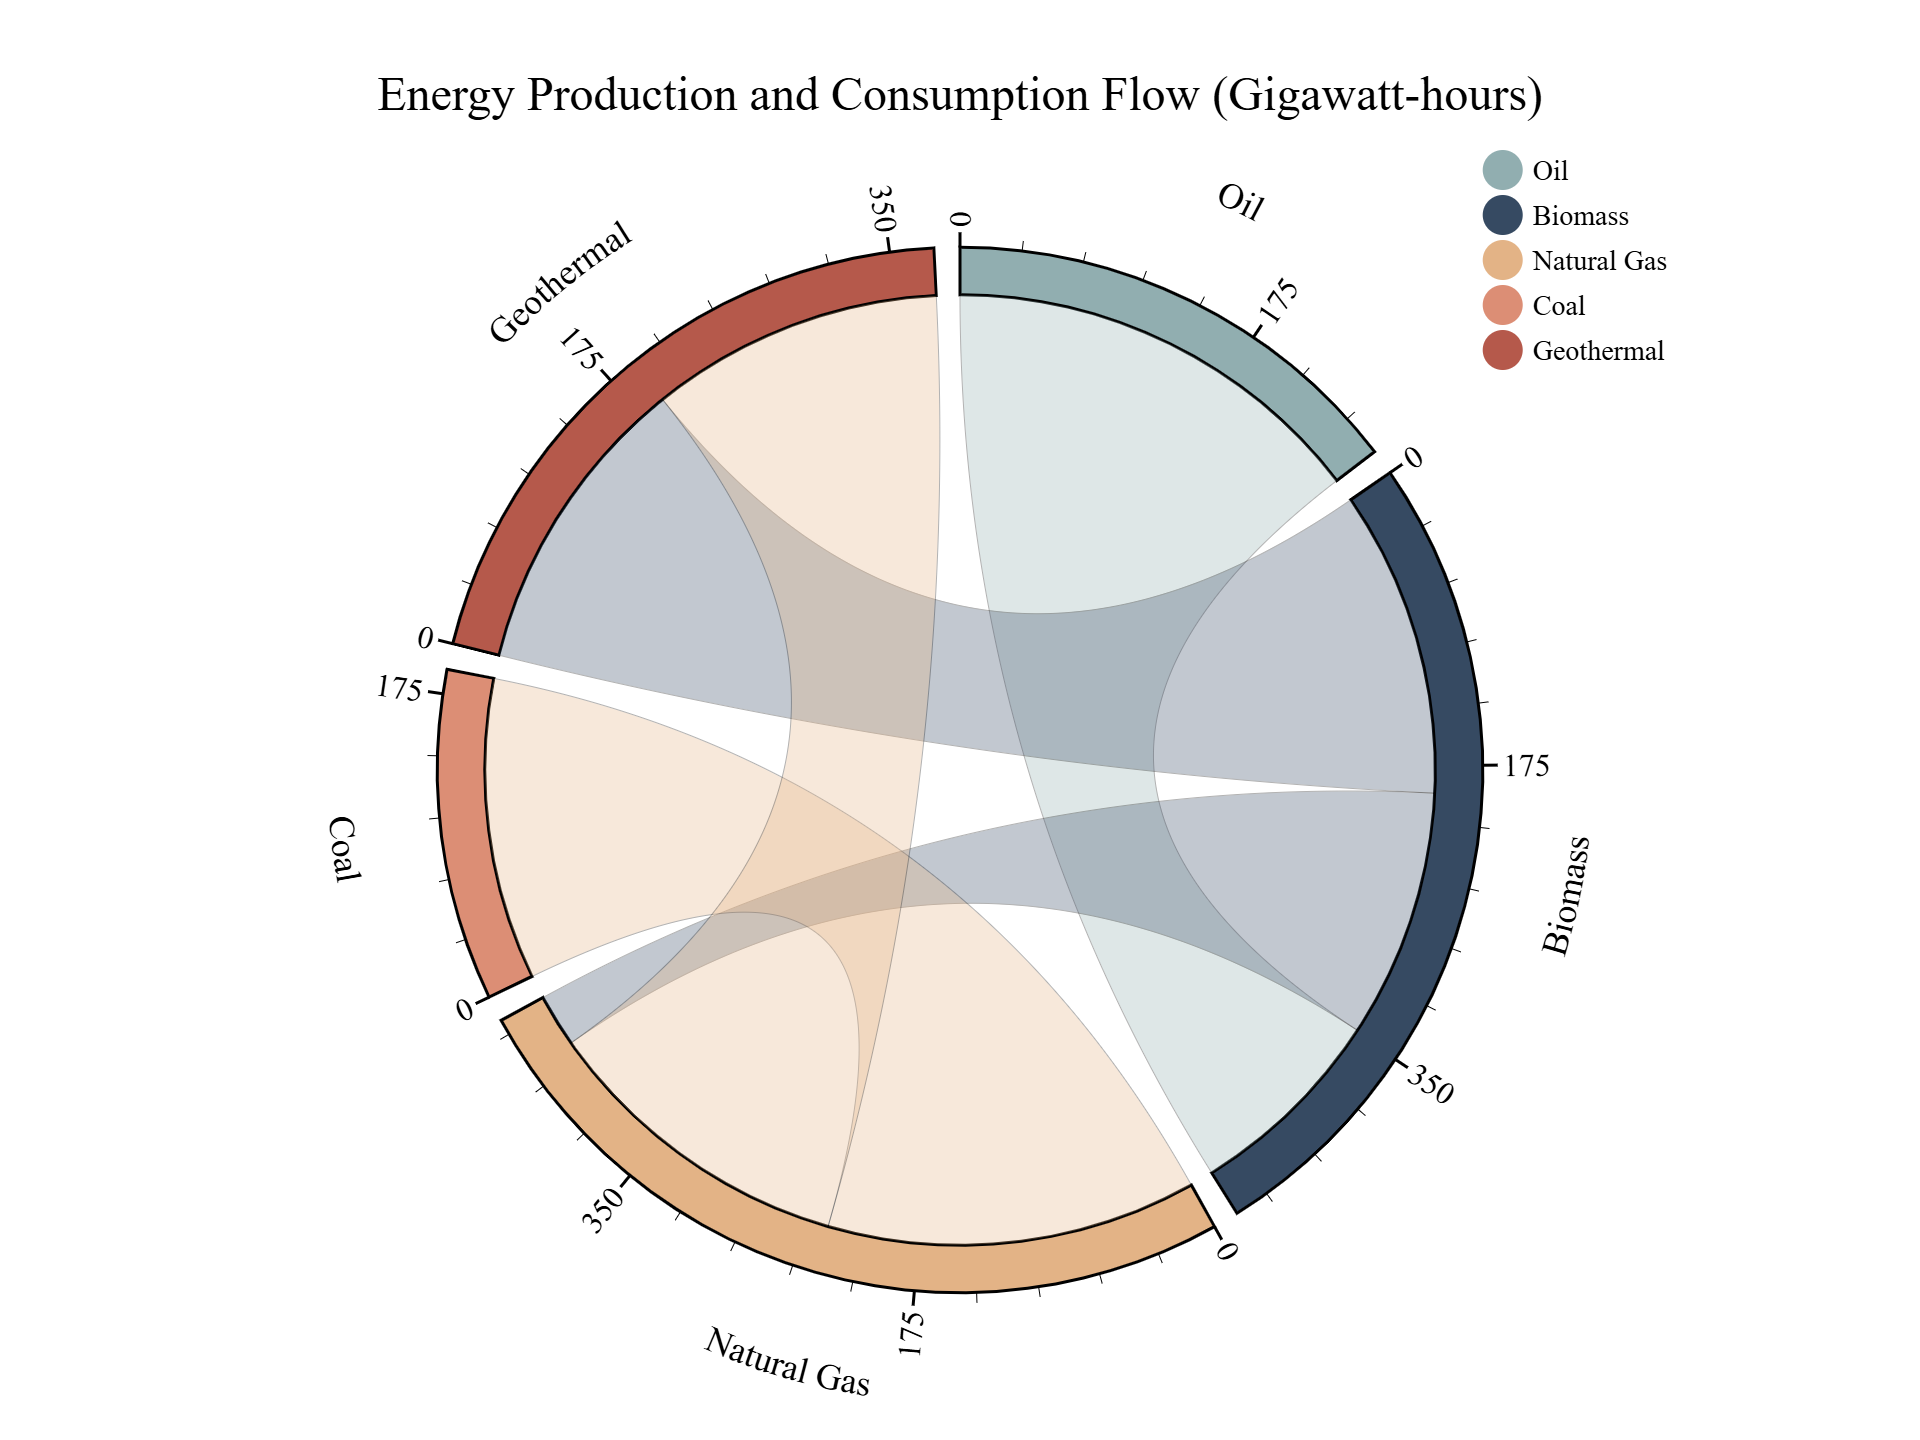 Energy Production and Consumption Flow (Gigawatt-hours)
Oil
Biomass
Natural Gas
Coal
Geothermal
Oil
0
175
Biomass
0
175
350
Natural Gas
0
175
350
Coal
0
175
Geothermal
0
175
350